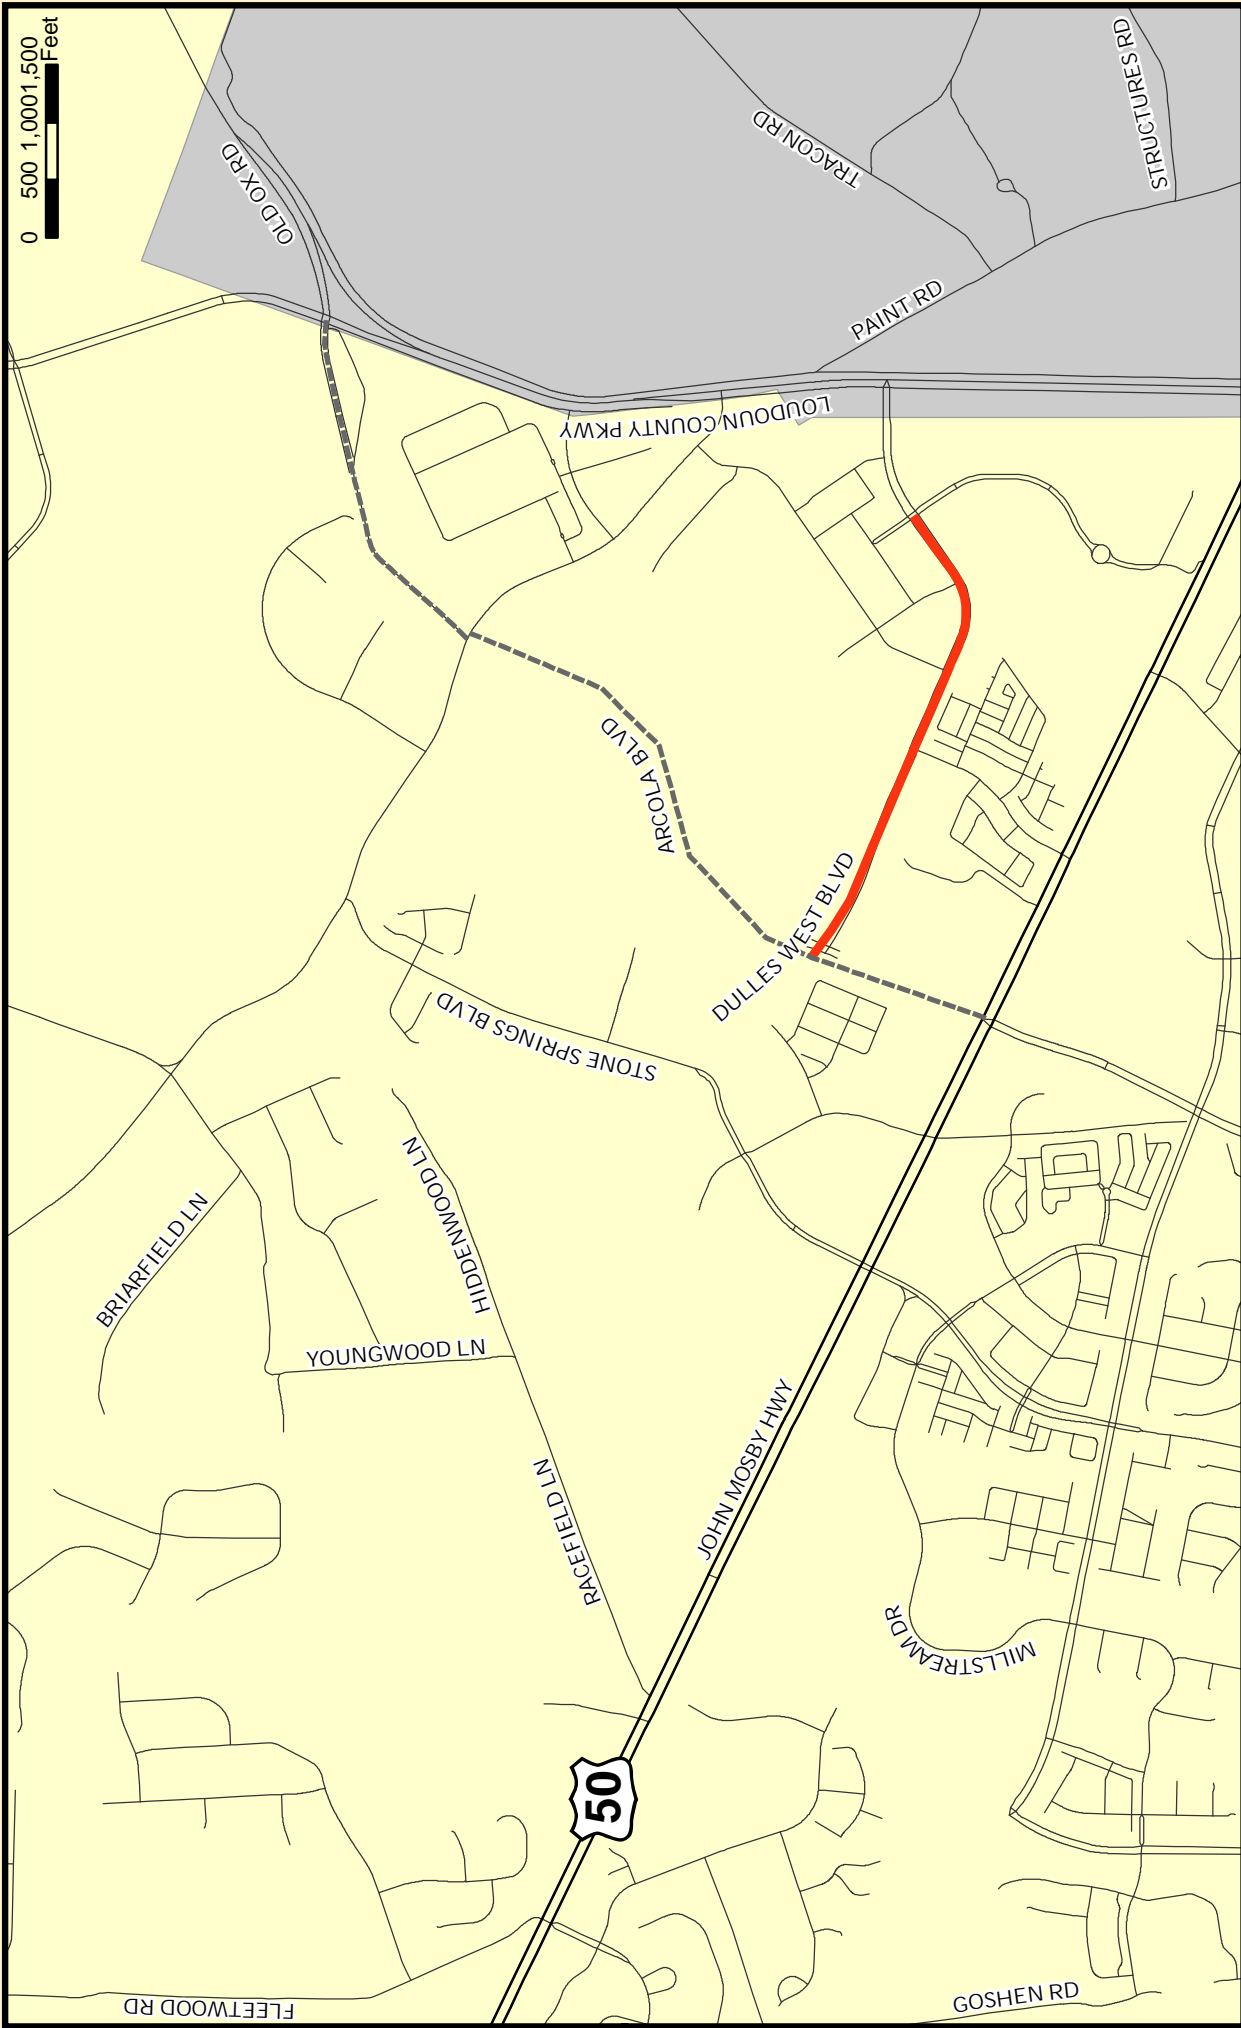 0 500 1,000 1,500
Feet
OLD OX RD
TRACON RD
STRUCTURES RD
PAINT RD
LOUDOUN COUNTY PKWY
ARCOLA BLVD
DULLES WEST BLVD
STONE SPRINGS BLVD
HIDDENWOOD LN
BRIARFIELD LN
YOUNGWOOD LN
RACEFIELD LN
JOHN MOSBY HWY
MILLSTREAM DR
50
FLEETWOOD RD
GOSHEN RD